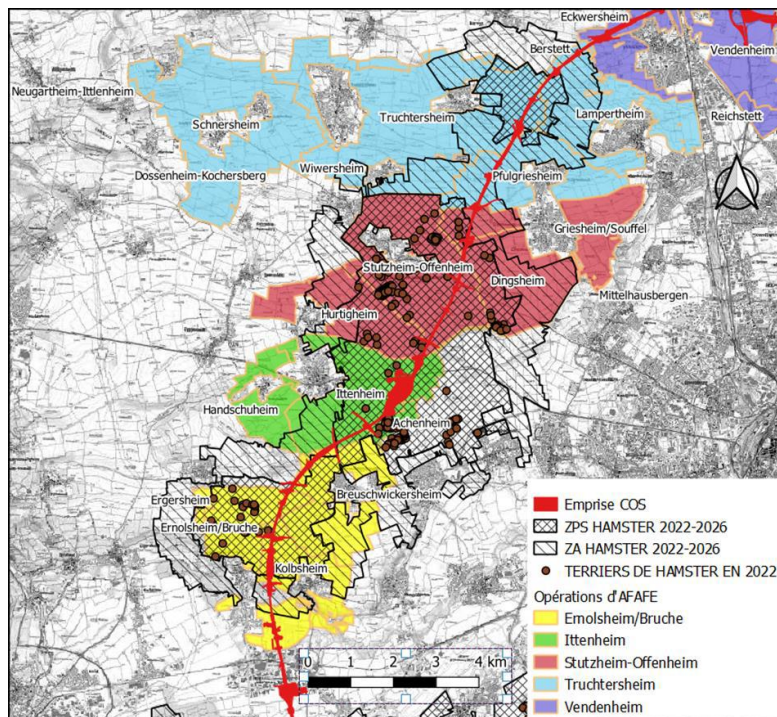 Eckwersheim
Berstett
Vendenheim
Neugartheim-Ittlenheim
Schnersheim
Truchtersheim
Lampertheim
Reichstett
Dossenheim-Kochersberg
Wiwersheim
Pfulgriesheim
Griesheim/Souffel
Stutzheim-Offenheim
Dingsheim
Mittelhausbergen
Hurtigheim
Ittenheim
Handschuheim
Achenheim
Breuschwickersheim
Ergersheim
Ernolsheim/Bruche
Kolbsheim
Emprise COS
ZPS HAMSTER 2022-2026
ZA HAMSTER 2022-2026
TERRIERS DE HAMSTER EN 2022
Opérations d'AFAFE
Ernolsheim/Bruche
Ittenheim
Stutzheim-Offenheim
Truchtersheim
Vendenheim
0 1 2 3 4 km